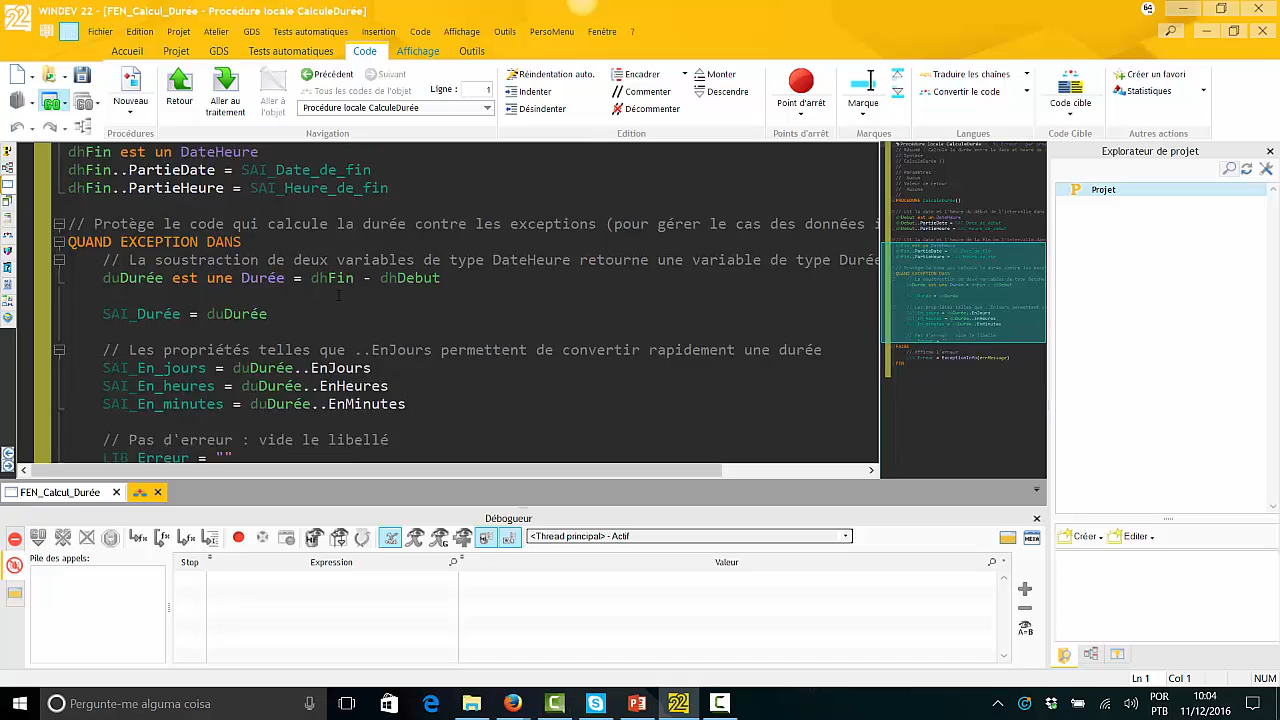 22 WINDEV 22 - [FEN_Calcul_Durée - Procédure locale CalculeDurée]
64
Fichier Edition Projet Atelier GDS Tests automatiques Insertion Code Affichage Outils PersoMenu Fenêtre ?
Accueil Projet GDS Tests automatiques Code Affichage Outils
Nouveau
Procédures
Retour
Aller au traitement
Aller à l'objet
Précédent Suivant
Tous les codes
Ligne : 1
Procédure locale CalculeDurée
Navigation
Réindentation auto.
Indenter
Désindenter
Encadrer
// Commenter
Décommenter
Monter
Descendre
Edition
Point d'arrêt
Points d'arrêt
Marque
Marques
Traduire les chaînes
Convertir le code
Langues
Code cible
Code Cible
Créer un foori
Statistiques
Autres actions
dhFin est un DateHeure
dhFin..PartieDate = SAI_Date_de_fin
dhFin..PartieHeure = SAI_Heure_de_fin
// Protège le code qui calcule la durée contre les exceptions (pour gérer le cas des données i
QUAND EXCEPTION DANS
// La soustraction de deux variables de type DateHeure retourne une variable de type Durée
duDurée est une Durée = dhFin - dhDebut
SAI_Durée = duDurée
// Les propriétés telles que ..EnJours permettent de convertir rapidement une durée
SAI_En_jours = duDurée..EnJours
SAI_En_heures = duDurée..EnHeures
SAI_En_minutes = duDurée..EnMinutes
// Pas d'erreur : vide le libellé
LIB_Erreur = ""
Explorateur de projet
Projet
Créer Editer
FEN_Calcul_Durée
Débogueur
<Thread principal> - Actif
META
Pile des appels:
Stop Expression Valeur
A=B
Ln 1 Col 1 NUM
Pergunte-me alguma coisa
22
POR
PTB
10:04
11/12/2016